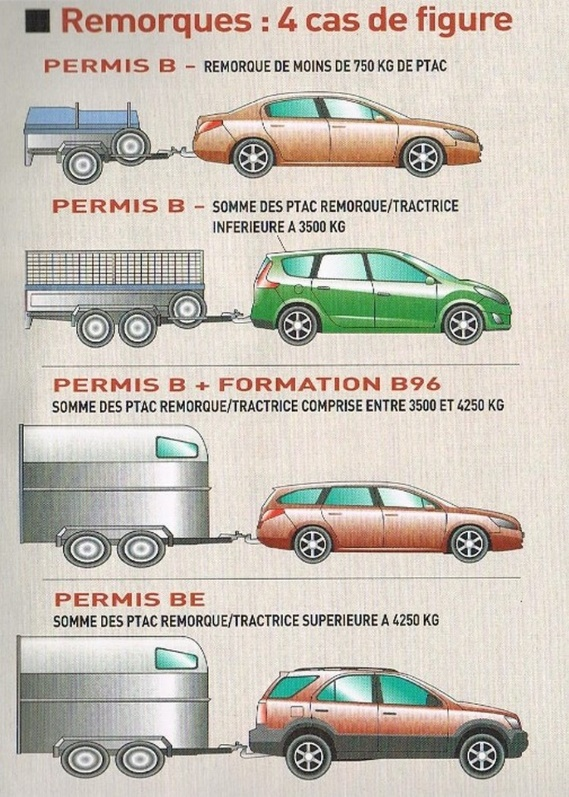 Remorques : 4 cas de figure
PERMIS B – REMORQUE DE MOINS DE 750 KG DE PTAC
PERMIS B – SOMME DES PTAC REMORQUE/TRACTRICE
INFERIEURE A 3500 KG
PERMIS B + FORMATION B96
SOMME DES PTAC REMORQUE/TRACTRICE COMPRISE ENTRE 3500 ET 4250 KG
PERMIS BE
SOMME DES PTAC REMORQUE/TRACTRICE SUPERIEURE A 4250 KG